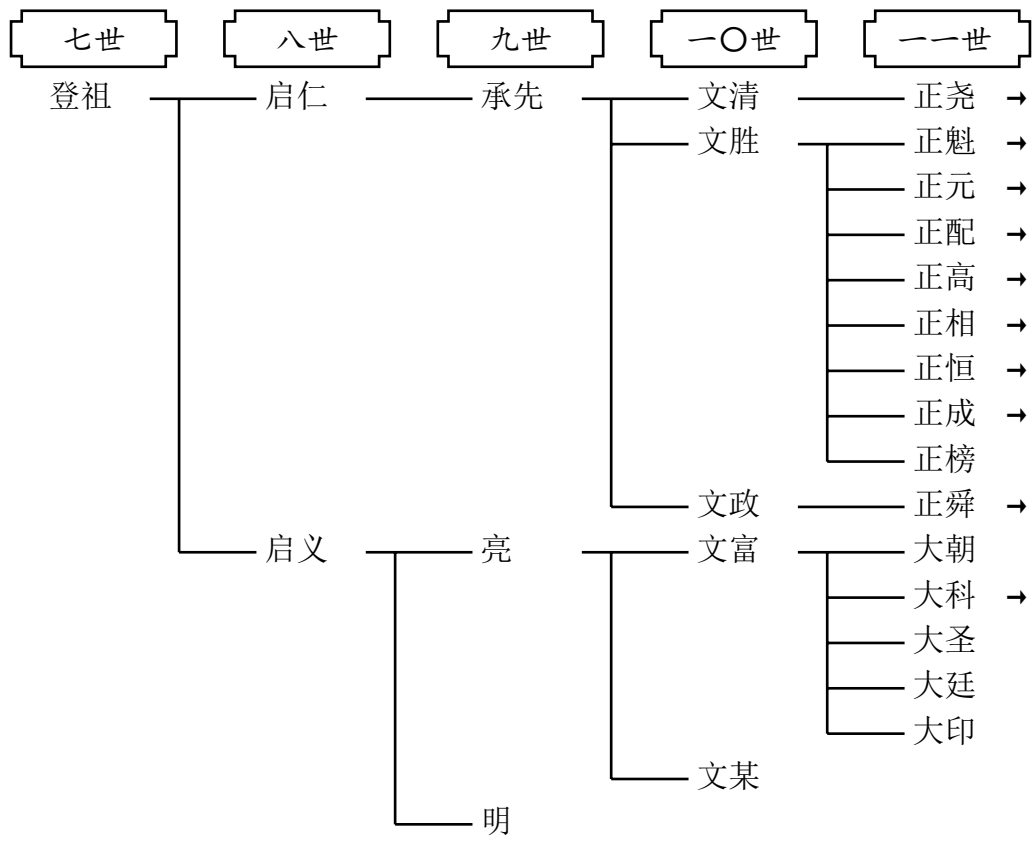 七世 八世 九世 一〇世 一一世
登祖 启仁 承先 文清 正尧 →
文胜 正魁 →
正元 →
正配 →
正高 →
正相 →
正恒 →
正成 →
正榜
文政 正舜 →
启义 亮 文富 大朝
大科 →
大圣
大廷
大印
文某
明